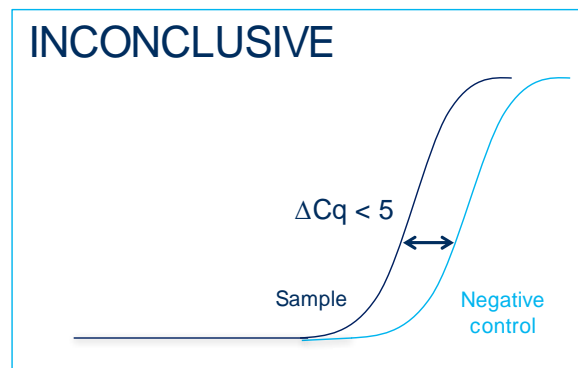 INCONCLUSIVE
ΔCq < 5
Sample
Negative
control